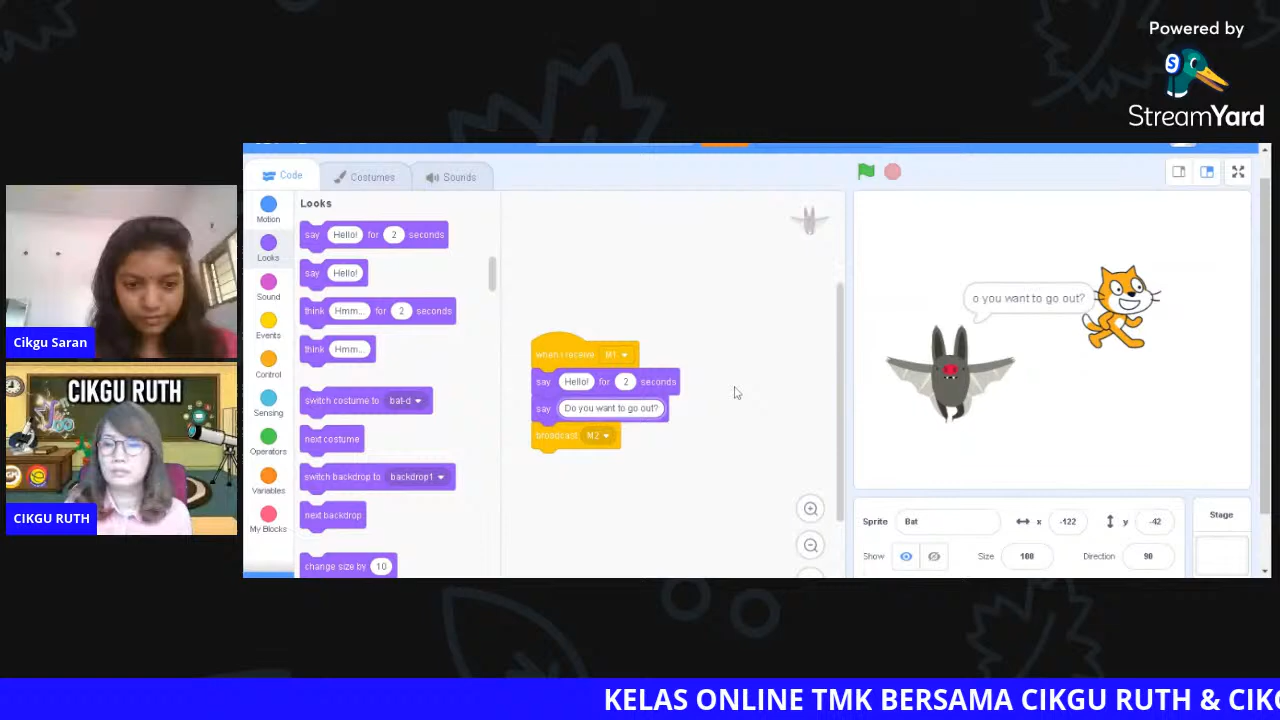 Powered by
S
StreamYard
Code
Costumes
Sounds
Motion
Looks
Sound
Events
Control
Sensing
Operators
Variables
My Blocks
Looks
say Hello! for 2 seconds
say Hello!
think Hmm... for 2 seconds
think Hmm...
switch costume to bat-d
next costume
switch backdrop to backdrop1
next backdrop
change size by 10
when I receive M1
say Hello! for 2 seconds
say Do you want to go out?
broadcast M2
o you want to go out?
Sprite Bat x -122 y -42
Show Size 100 Direction 90
Stage
Cikgu Saran
CIKGU RUTH
CIKGU RUTH
KELAS ONLINE TMK BERSAMA CIKGU RUTH &